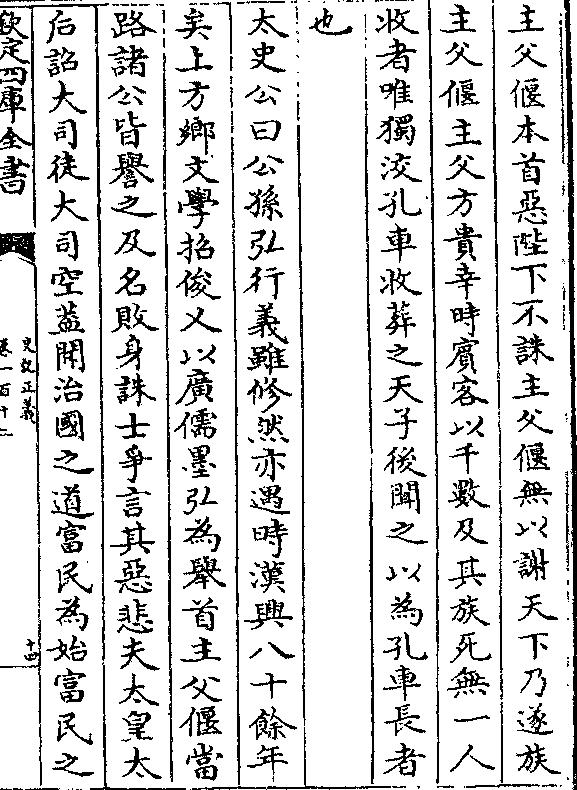 主父偃本首惡陛下不誅主父偃無以謝天下乃遂族
主父偃主父方貴幸時賔客以千數及其族死無一人
收者唯獨洨孔車收葬之天子後聞之以為孔車長者
也
太史公曰公孫弘行義雖修然亦遇時漢興八十餘年
矣上方鄉文學招俊乂以廣儒墨弘為舉首主父偃當
路諸公皆譽之及名敗身誅士爭言其惡悲夫太皇太
后詔大司徒大司空葢聞治國之道富民為始富民之
欽定四庫全書
史記正義
卷一百十二
十四